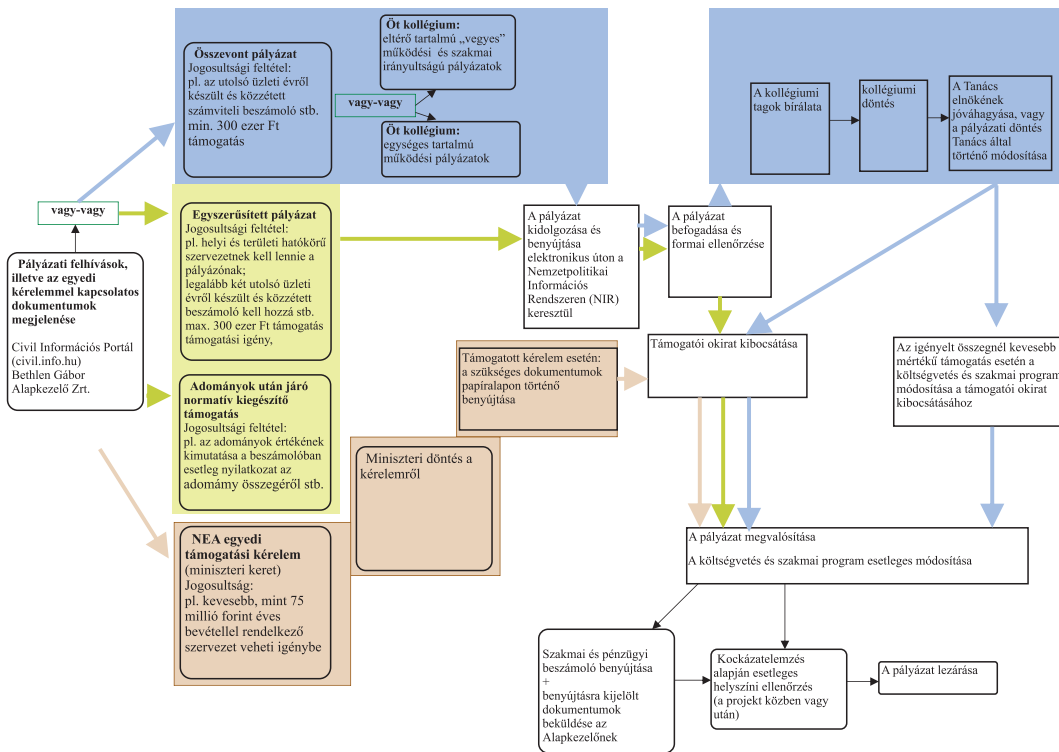 Összevont pályázat
Jogosultsági feltétel:
pl. az utolsó üzleti évről
készült és közzétett
számviteli beszámoló stb.
min. 300 ezer Ft
támogatás
vagy-vagy
Öt kollégium:
eltérő tartalmú „vegyes”
működési és szakmai
irányultságú pályázatok
Öt kollégium:
egységes tartalmú
működési pályázatok
A kollégiumi
tagok bírálata
kollégiumi
döntés
A Tanács
elnökének
jóváhagyása, vagy
a pályázati döntés
Tanács által
történő módosítása
vagy-vagy
Pályázati felhívások,
illetve az egyedi
kérelemmel kapcsolatos
dokumentumok
megjelenése
Civil Információs Portál
(civil.info.hu)
Bethlen Gábor
Alapkezelő Zrt.
Egyszerűsített pályázat
Jogosultsági feltétel:
pl. helyi és területi hatókörű
szervezetnek kell lennie a
pályázónak;
legalább két utolsó üzleti
évről készült és közzétett
beszámoló kell hozzá stb.
max. 300 ezer Ft támogatás
támogatási igény,
Adományok után járó
normatív kiegészítő
támogatás
Jogosultsági feltétel:
pl. az adományok értékének
kimutatása a beszámolóban
esetleg nyilatkozat az
adomámy összegéről stb.
NEA egyedi
támogatási kérelem
(miniszteri keret)
Jogosultság:
pl. kevesebb, mint 75
millió forint éves
bevétellel rendelkező
szervezet veheti igénybe
Miniszteri döntés a
kérelemről
Támogatott kérelem esetén:
a szükséges dokumentumok
papíralapon történő
benyújtása
A pályázat
kidolgozása és
benyújtása
elektronikus úton a
Nemzetpolitikai
Információs
Rendszeren (NIR)
keresztül
A pályázat
befogadása és
formai ellenőrzése
Támogatói okirat kibocsátása
Az igényelt összegnél kevesebb
mértékű támogatás esetén a
költségvetés és szakmai program
módosítása a támogatói okirat
kibocsátásához
A pályázat megvalósítása
A költségvetés és szakmai program esetleges módosítása
Szakmai és pénzügyi
beszámoló benyújtása
+
benyújtásra kijelölt
dokumentumok
beküldése az
Alapkezelőnek
Kockázatelemzés
alapján esetleges
helyszíni ellenőrzés
(a projekt közben vagy
után)
A pályázat lezárása